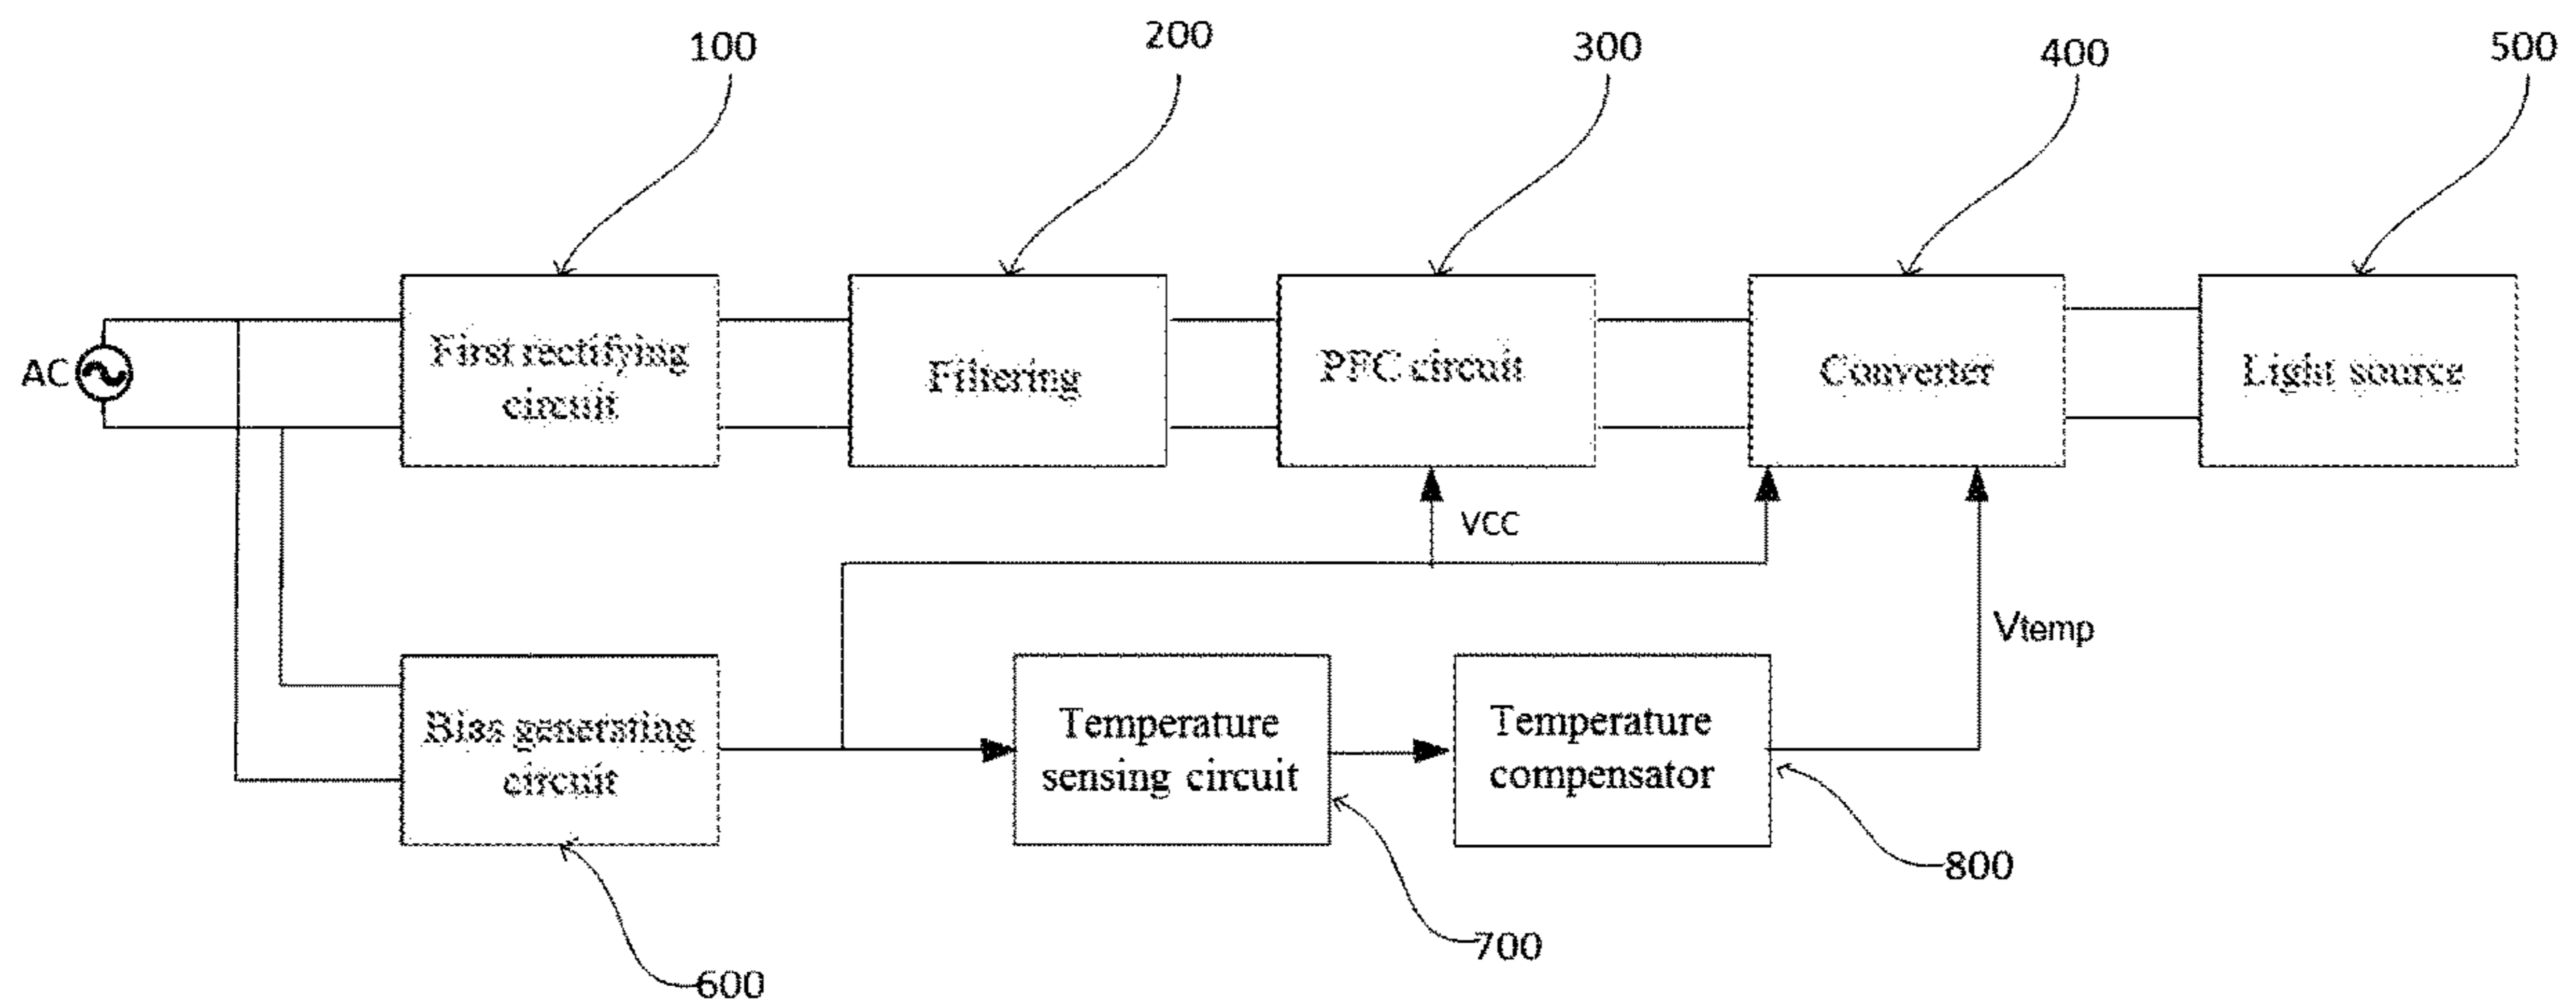 100
200
300
400
500
AC
First rectifying
circuit
Filtering
PFC circuit
Converter
Light source
VCC
Vtemp
Bias generating
circuit
Temperature
sensing circuit
Temperature
compensator
800
700
600